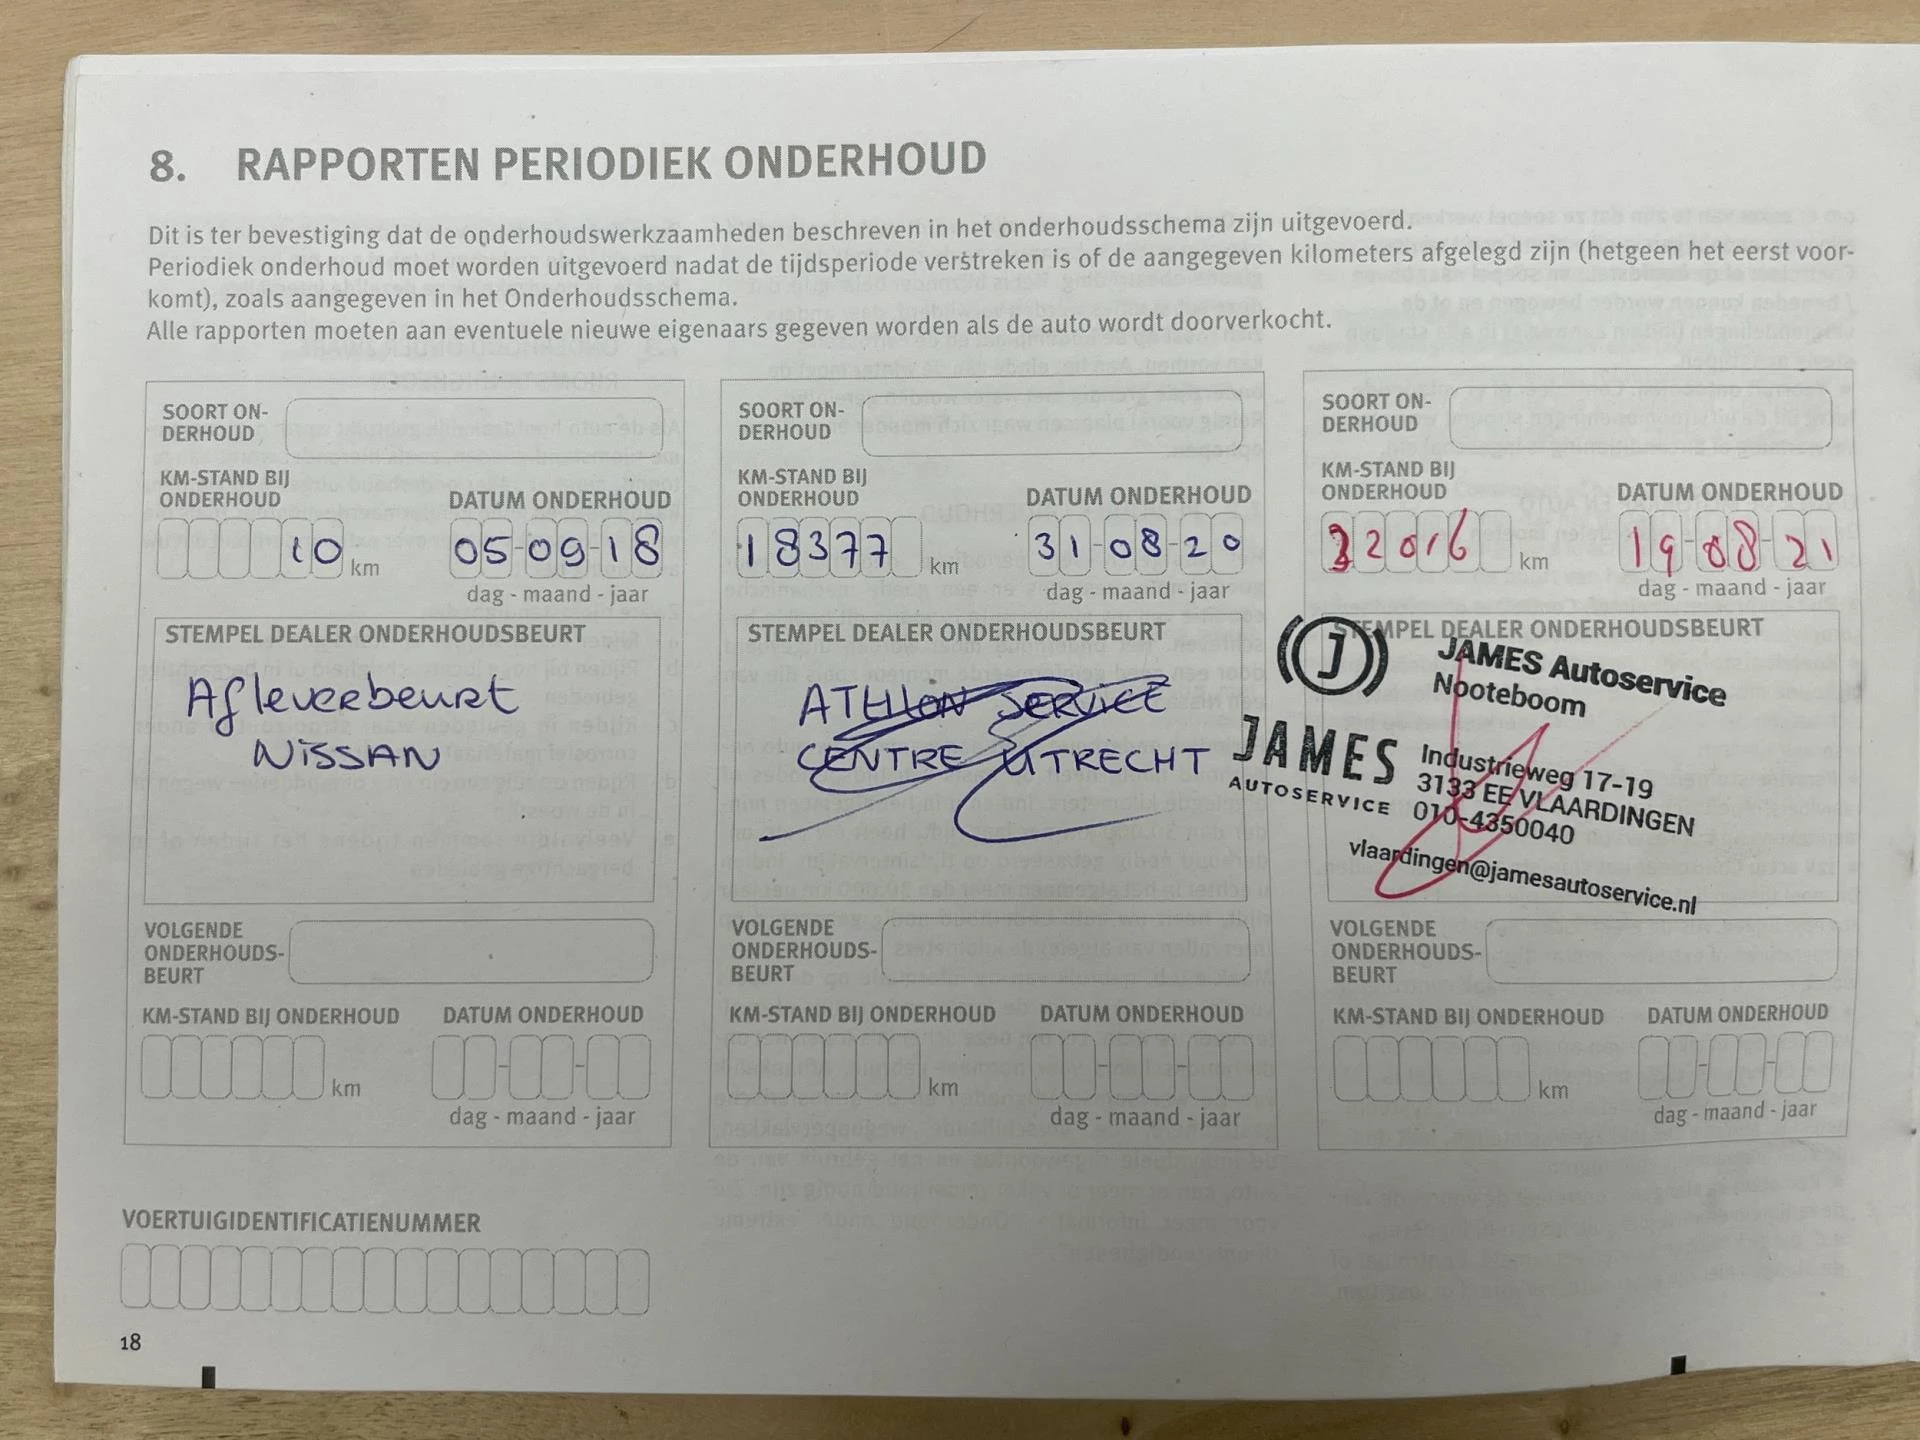 8. RAPPORTEN PERIODIEK ONDERHOUD
Dit is ter bevestiging dat de onderhoudswerkzaamheden beschreven in het onderhoudsschema zijn uitgevoerd.
Periodiek onderhoud moet worden uitgevoerd nadat de tijdsperiode verstreken is of de aangegeven kilometers afgelegd zijn (hetgeen het eerst voor-
komt), zoals aangegeven in het Onderhoudsschema.
Alle rapporten moeten aan eventuele nieuwe eigenaars gegeven worden als de auto wordt doorverkocht.
SOORT ON-
DERHOUD
KM-STAND BIJ
ONDERHOUD
DATUM ONDERHOUD
10 km
05-09-18
dag - maand - jaar
STEMPEL DEALER ONDERHOUDSBEURT
Afleverbeurt
NISSAN
VOLGENDE
ONDERHOUDS-
BEURT
KM-STAND BIJ ONDERHOUD
DATUM ONDERHOUD
km
dag - maand - jaar
SOORT ON-
DERHOUD
KM-STAND BIJ
ONDERHOUD
DATUM ONDERHOUD
18377 km
31-08-20
dag - maand - jaar
STEMPEL DEALER ONDERHOUDSBEURT
ATHLON SERVICE
CENTRE UTRECHT
VOLGENDE
ONDERHOUDS-
BEURT
KM-STAND BIJ ONDERHOUD
DATUM ONDERHOUD
km
dag - maand - jaar
SOORT ON-
DERHOUD
KM-STAND BIJ
ONDERHOUD
DATUM ONDERHOUD
km
19-08-21
dag - maand - jaar
STEMPEL DEALER ONDERHOUDSBEURT
J
JAMES
AUTOSERVICE
JAMES Autoservice
Nooteboom
Industrieweg 17-19
3133 EE VLAARDINGEN
010-4350040
vlaardingen@jamesautoservice.nl
VOLGENDE
ONDERHOUDS-
BEURT
KM-STAND BIJ ONDERHOUD
DATUM ONDERHOUD
km
dag - maand - jaar
VOERTUIGIDENTIFICATIENUMMER
18